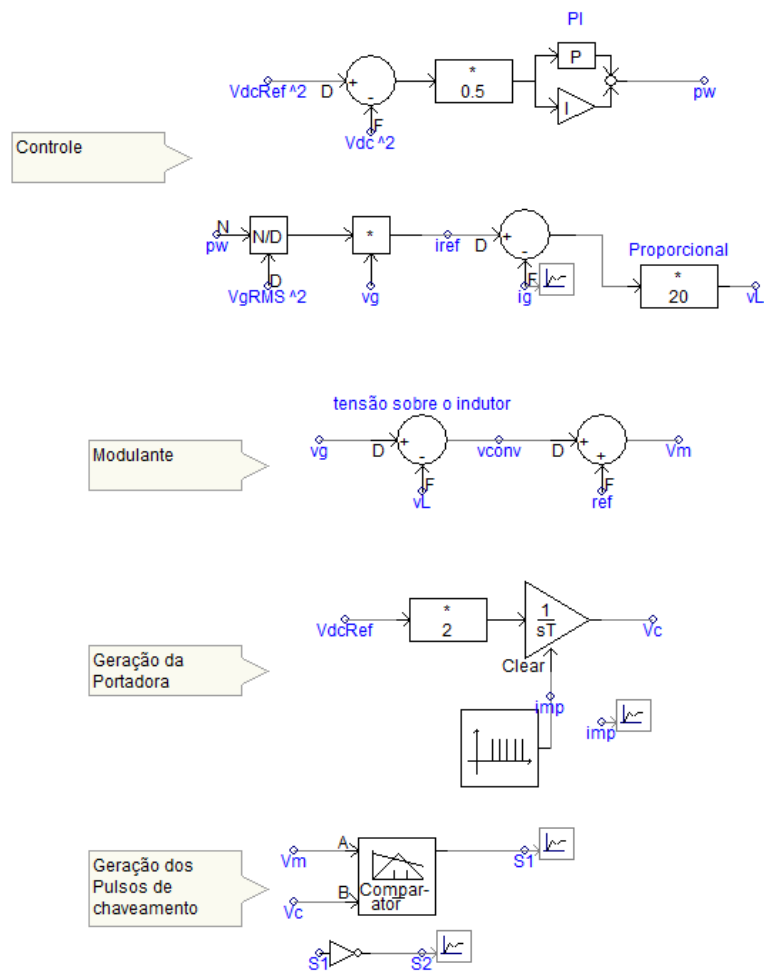 PI
P
+
*
0.5
VdcRef ^2
D
-
I
pw
F
Vdc ^2
Controle
N
N/D
*
iref
D
+
-
Proporcional
pw
D
F
*
20
VgRMS ^2
vg
ig
vL
tensão sobre o indutor
Modulante
vg
D
+
-
vconv
D
+
+
Vm
F
vL
F
ref
VdcRef
*
2
1
sT
Vc
Clear
Geração da
Portadora
imp
imp
Geração dos
Pulsos de
chaveamento
Vm
A
S1
B
Compar-
ator
Vc
S1
S2